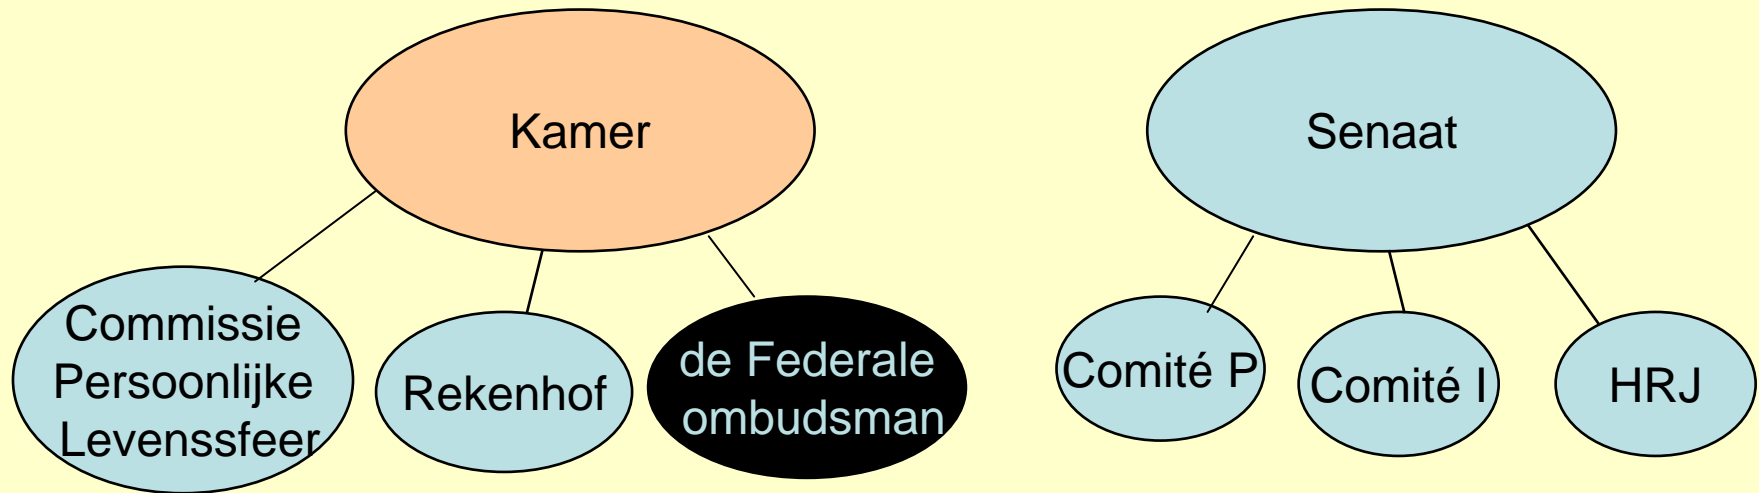 Kamer
Senaat
Commissie
Persoonlijke
Levenssfeer
Rekenhof
de Federale
ombudsman
Comité P
Comité I
HRJ